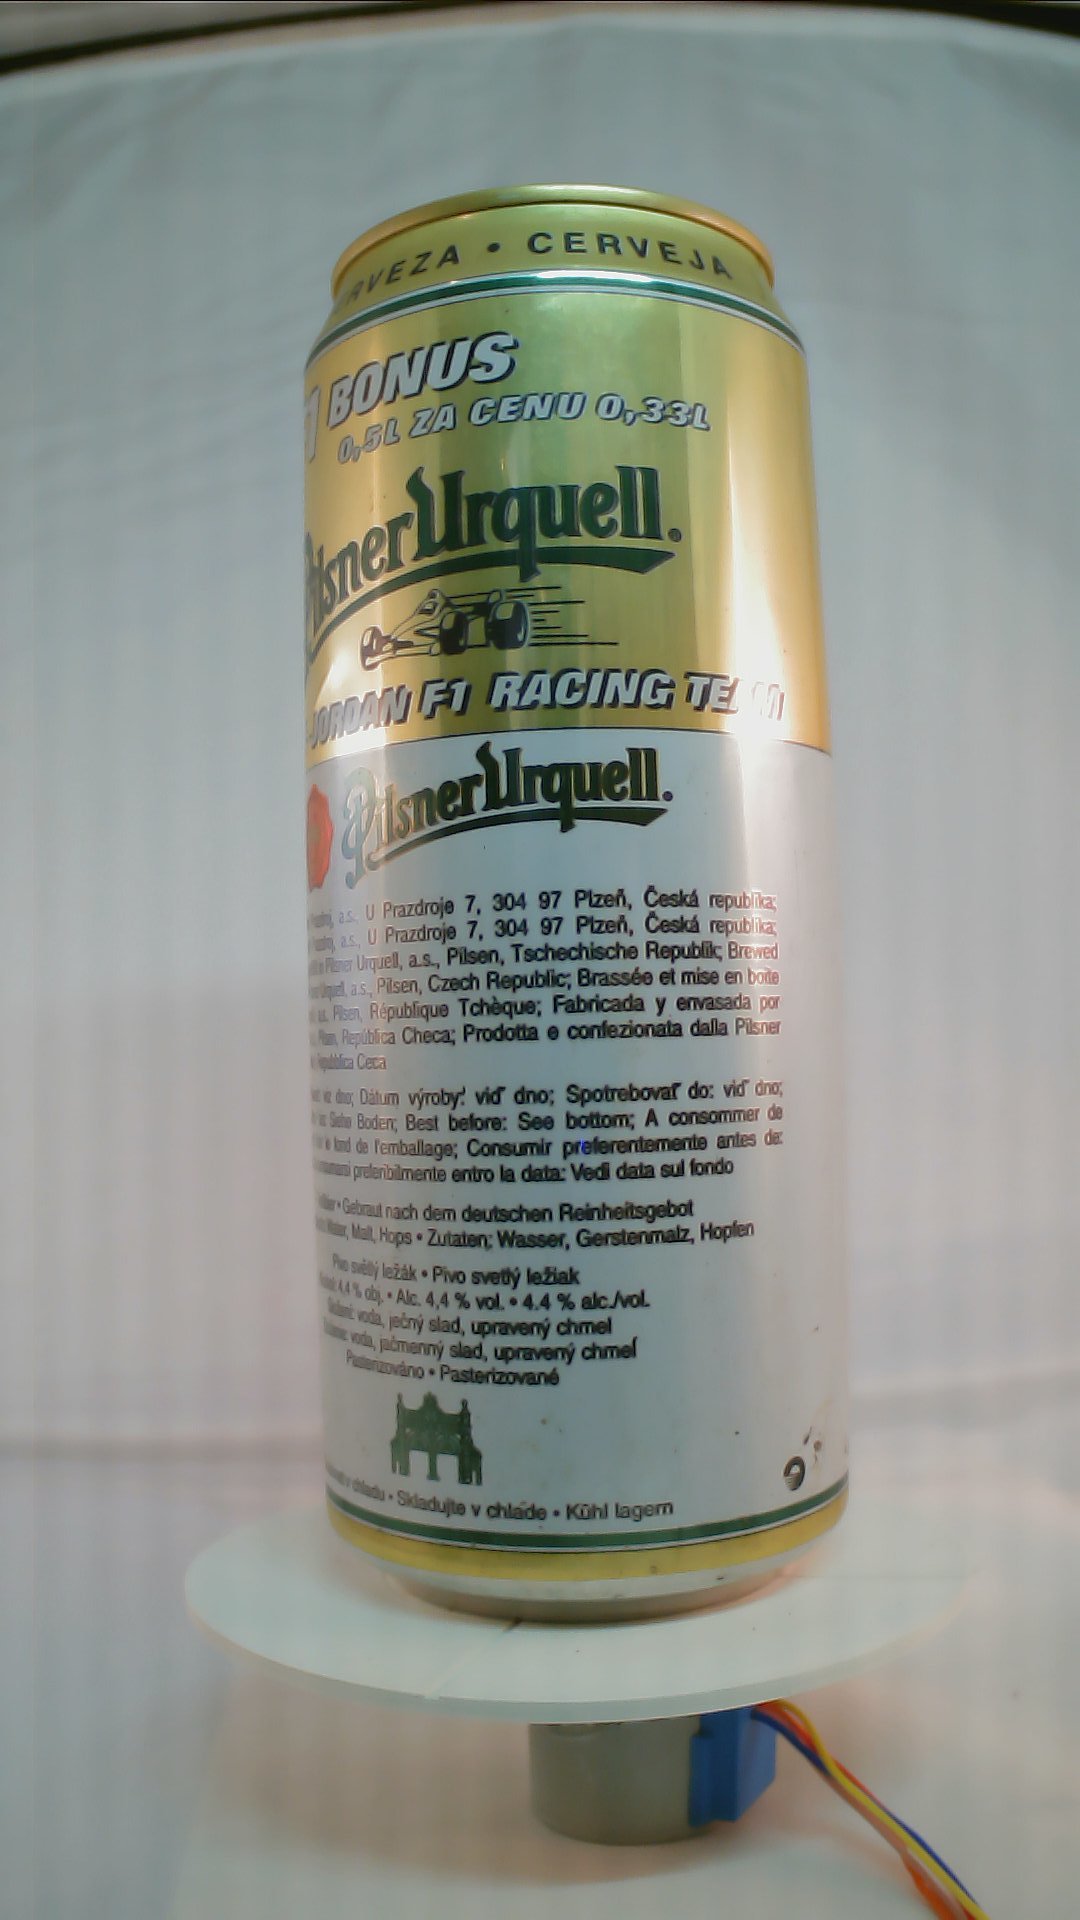 CERVEZA • CERVEJA
F1 BONUS
0,5L ZA CENU 0,33L
Pilsner Urquell.
JORDAN F1 RACING TEAM
Pilsner Urquell.
a.s., U Prazdroje 7, 304 97 Plzeň, Česká republika;
a.s., U Prazdroje 7, 304 97 Plzeň, Česká republika;
Pilsner Urquell, a.s., Pilsen, Tschechische Republik; Brewed
Urquell, a.s., Pilsen, Czech Republic; Brassée et mise en boîte
a.s., Pilsen, République Tchèque; Fabricada y envasada por
Pilsen, República Checa; Prodotta e confezionata dalla Pilsner
Repubblica Ceca
viz dno; Dátum výroby: viď dno; Spotrebovať do: viď dno;
Siehe Boden; Best before: See bottom; A consommer de
le fond de l'emballage; Consumir preferentemente antes de:
preferibilmente entro la data: Vedi data sul fondo
• Gebraut nach dem deutschen Reinheitsgebot
Water, Malt, Hops • Zutaten: Wasser, Gerstenmalz, Hopfen
Pivo světlý ležák • Pivo svetlý ležiak
4,4 % obj. • Alc. 4,4 % vol. • 4.4 % alc./vol.
voda, ječný slad, upravený chmel
voda, jačmenný slad, upravený chmeľ
Pasterizováno • Pasterizované
v chladu • Skladujte v chlade • Kühl lagern